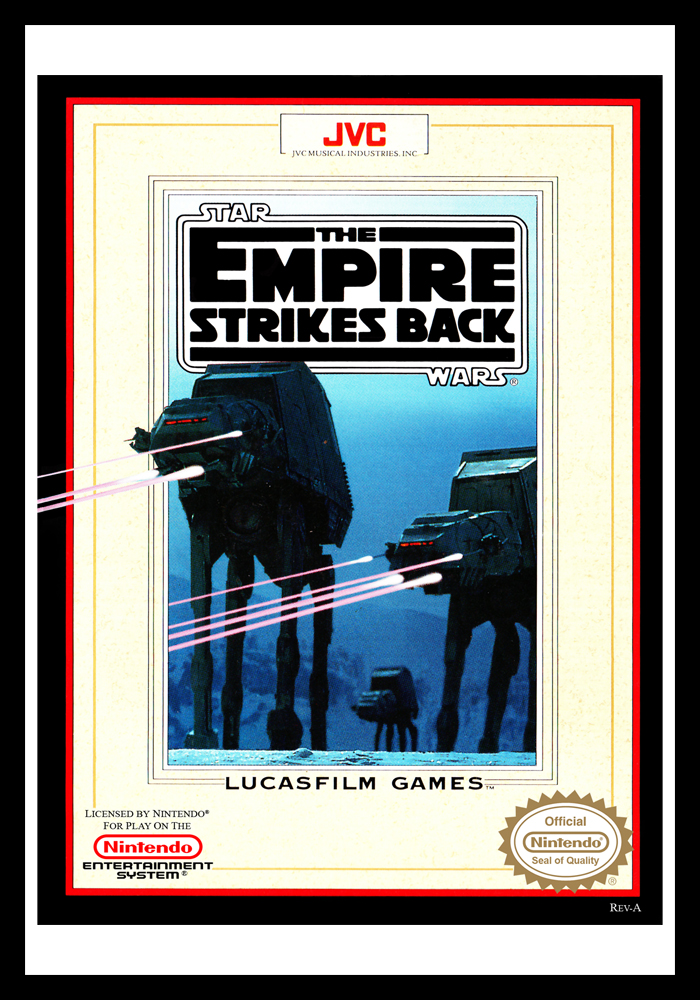 JVC
JVC MUSICAL INDUSTRIES. INC
STAR
THE
EMPIRE
STRIKES BACK
WARS®
LUCASFILM GAMES™
LICENSED BY NINTENDO®
FOR PLAY ON THE
Nintendo
ENTERTAINMENT
SYSTEM®
Official
Nintendo®
Seal of Quality
®
REV-A